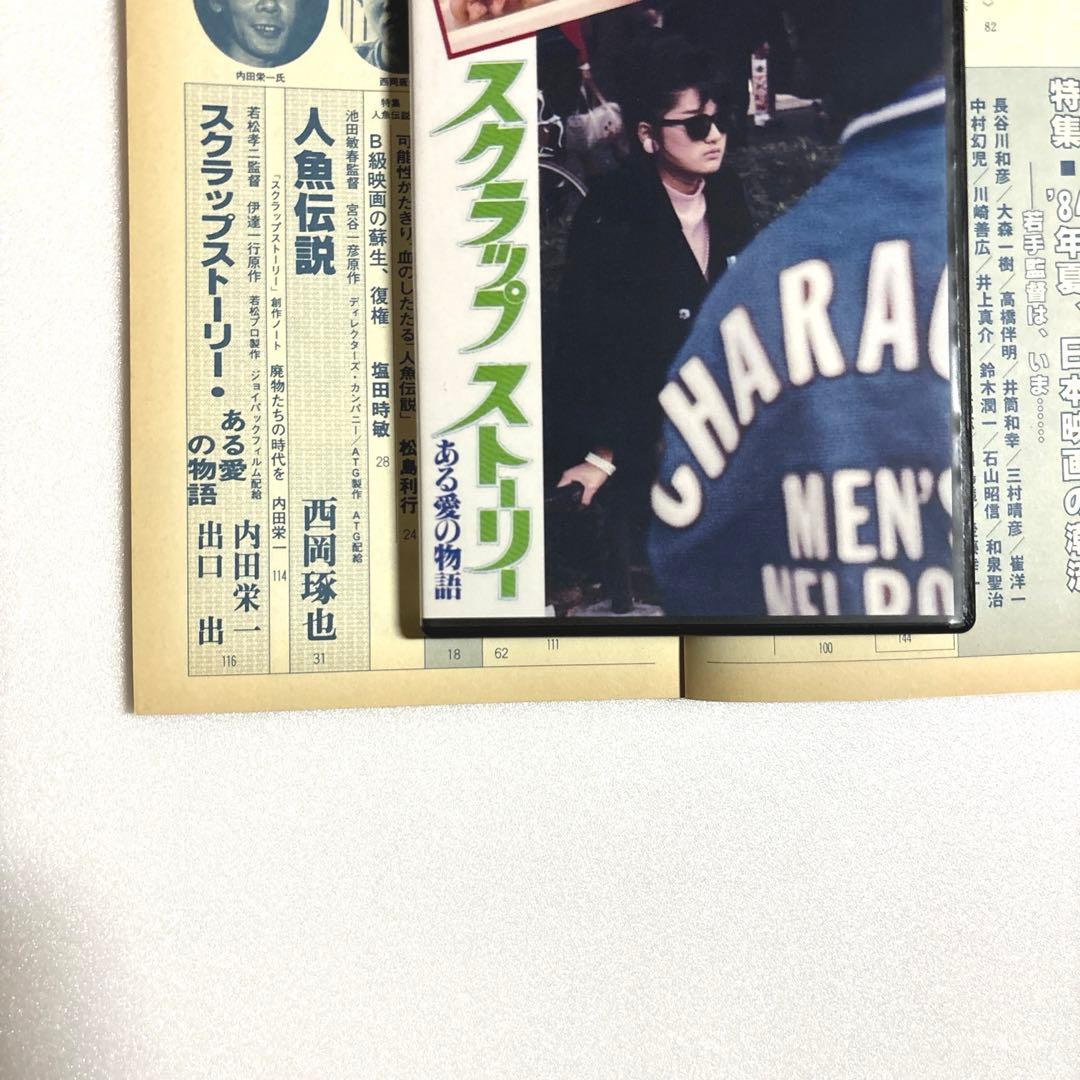 〉
82
特集■'84年夏、日本映画の
――若手監督は、いま……
長谷川和彦／大森一樹／高橋伴明／井筒和幸／三村晴彦／崔洋一
中村幻児／川崎善広／井上真介／鈴木潤一／石山昭信／和泉聖治
144
100
スクラップ ストーリー
ある愛の物語
CHARAC
MEN'S
111
62
18
特集
人魚伝説
可能性がたぎり、血のしたたる「人魚伝説」 松島利行
24
B級映画の蘇生、復権 塩田時敏
28
池田敏春監督 宮谷一彦原作 ディレクターズ・カンパニー／ATG製作 ATG配給
人魚伝説 西岡琢也
31
「スクラップストーリー」創作ノート 廃物たちの時代を 内田栄一
114
若松孝二監督 伊達一行原作 若松プロ製作 ジョイパックフィルム配給
スクラップストーリー・ある愛の物語
内田栄一
出口 出
116
内田栄一氏
西岡